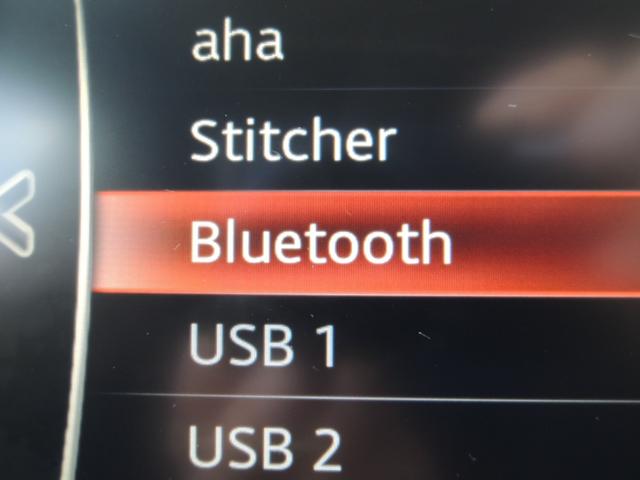 aha
Stitcher
Bluetooth
USB 1
USB 2